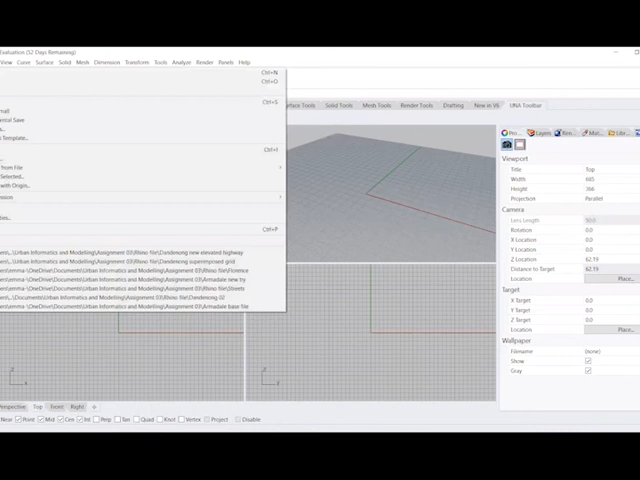 Evaluation (52 Days Remaining)
View Curve Surface Solid Mesh Dimension Transform Tools Analyze Render Panels Help
Ctrl+N
Ctrl+O
Ctrl+S
mall)
ental Save
Template...
Ctrl+I
from File
Selected...
with Origin...
Ctrl+P
\Urban Informatics and Modelling\Assignment 03\Rhino file\Dandenong new elevated highway
\Urban Informatics and Modelling\Assignment 03\Rhino file\Dandenong superimposed grid
emma \OneDrive\Documents\Urban Informatics and Modelling\Assignment 03\Rhino file\Florence
emma \OneDrive\Documents\Urban Informatics and Modelling\Assignment 03\Rhino file\Armadale new try
emma \OneDrive\Documents\Urban Informatics and Modelling\Assignment 03\Rhino file\Streets
\Documents\Urban Informatics and Modelling\Assignment 03\Rhino file\Dandenong 50
emma \OneDrive\Documents\Urban Informatics and Modelling\Assignment 03\Rhino file\Armadale base file
urface Tools Solid Tools Mesh Tools Render Tools Drafting New in V6 UNA Toolbar
Pro... Layers Ren... Mat... Libr...
Viewport
Title Top
Width 685
Height 366
Projection Parallel
Camera
Lens Length 50.0
Rotation 0.0
X Location 0.0
Y Location 0.0
Z Location 62.19
Distance to Target 62.19
Location Place...
Target
X Target 0.0
Y Target 0.0
Z Target 0.0
Location Place...
Wallpaper
Filename (none)
Show
Gray
Perspective Top Front Right
Near Point Mid Cen Int Perp Tan Quad Knot Vertex Project Disable